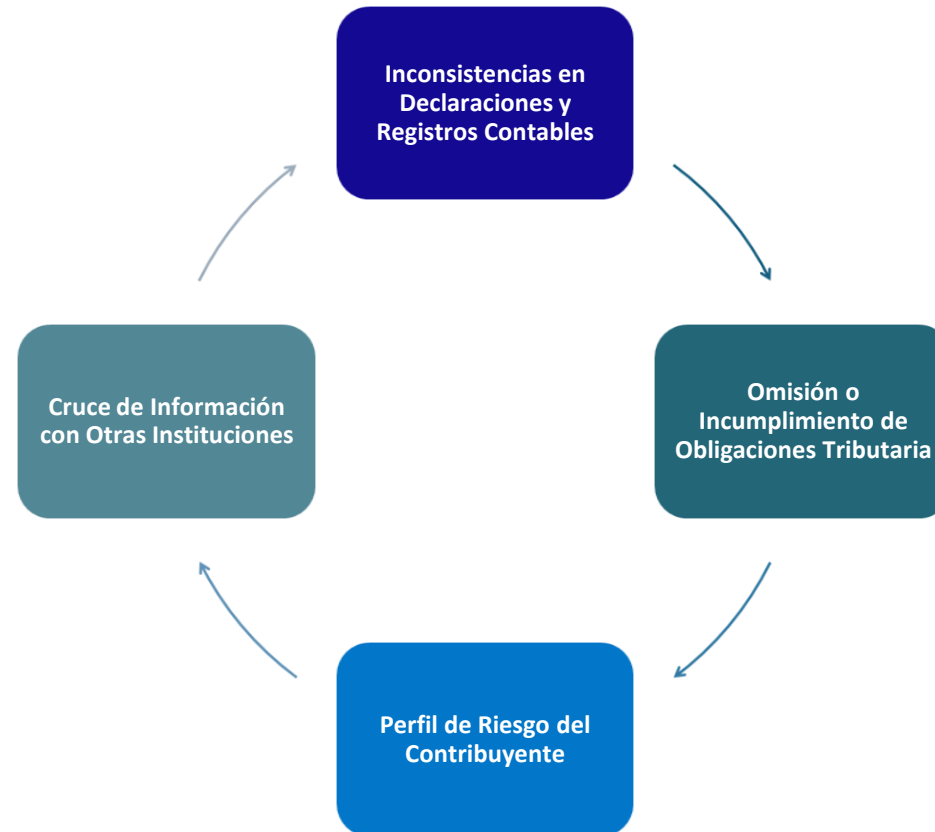 Inconsistencias en
Declaraciones y
Registros Contables
Omisión o
Incumplimiento de
Obligaciones Tributaria
Perfil de Riesgo del
Contribuyente
Cruce de Información
con Otras Instituciones